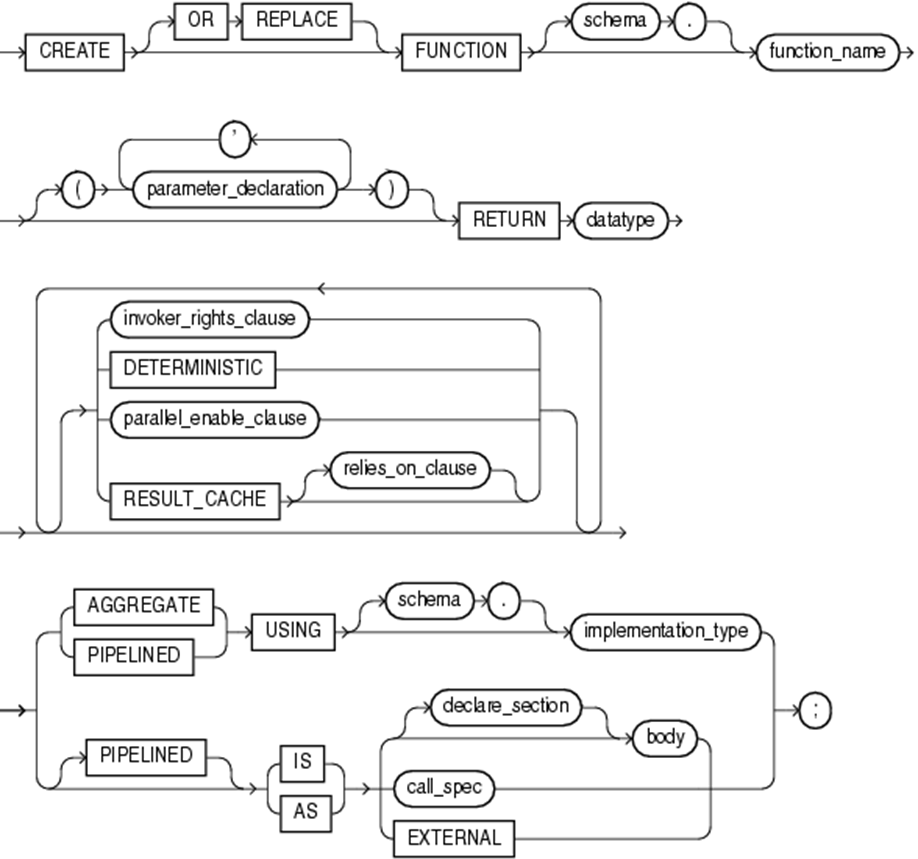 OR REPLACE schema .
CREATE FUNCTION function_name
,
( parameter_declaration )
RETURN datatype
invoker_rights_clause
DETERMINISTIC
parallel_enable_clause
relies_on_clause
RESULT_CACHE
AGGREGATE schema .
USING implementation_type
PIPELINED
declare_section ;
PIPELINED IS body
call_spec
AS
EXTERNAL